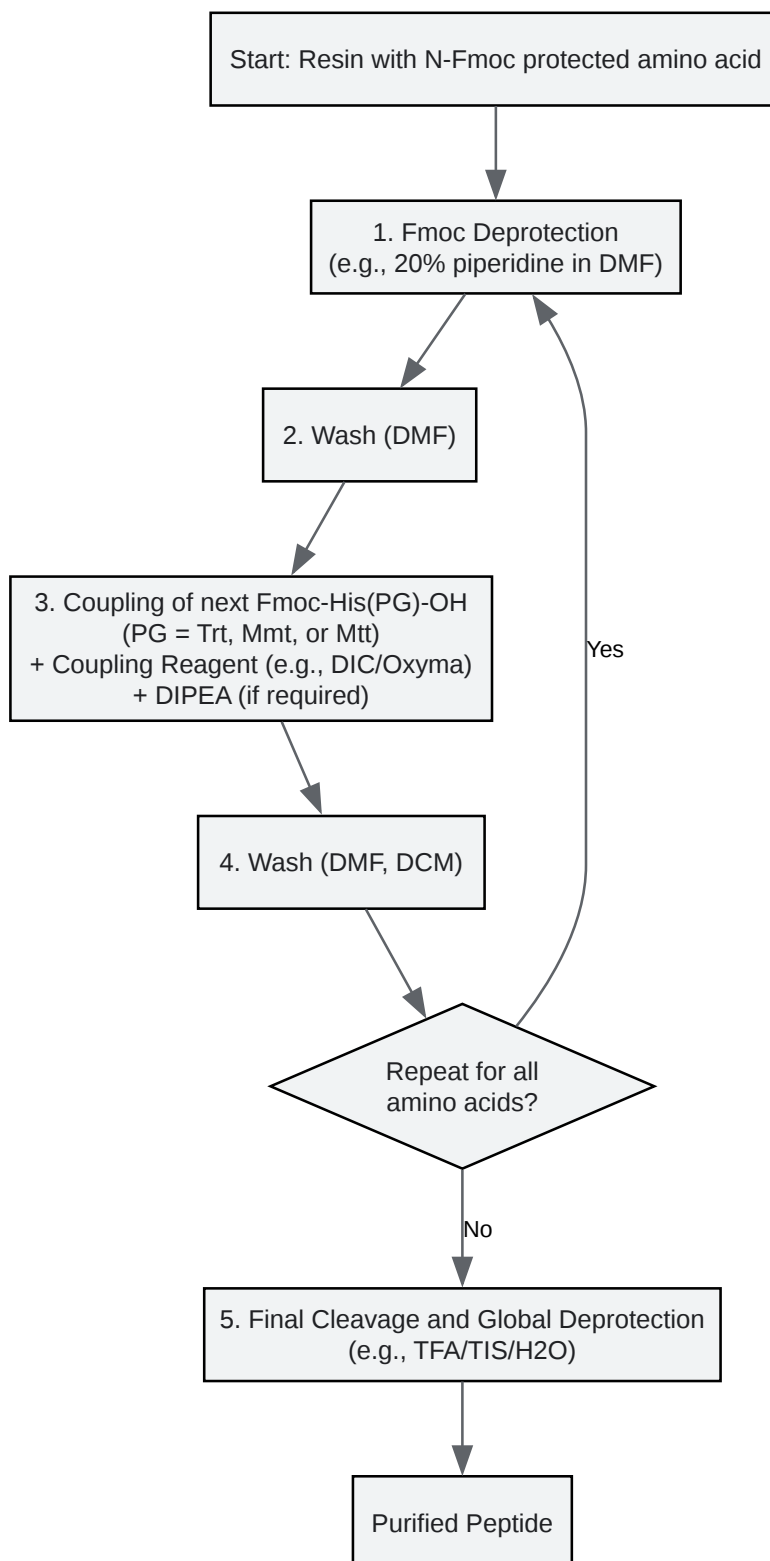 Start: Resin with N-Fmoc protected amino acid
1. Fmoc Deprotection
(e.g., 20% piperidine in DMF)
2. Wash (DMF)
3. Coupling of next Fmoc-His(PG)-OH
(PG = Trt, Mmt, or Mtt)
+ Coupling Reagent (e.g., DIC/Oxyma)
+ DIPEA (if required)
Yes
4. Wash (DMF, DCM)
Repeat for all
amino acids?
No
5. Final Cleavage and Global Deprotection
(e.g., TFA/TIS/H2O)
Purified Peptide